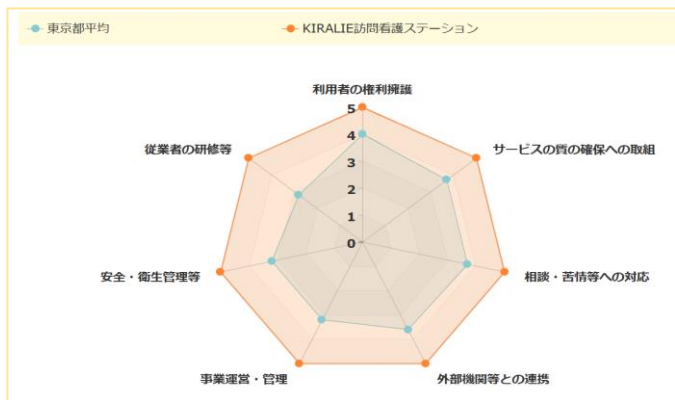 東京都平均
KIRALIE訪問看護ステーション
利用者の権利擁護
5
従業者の研修等
サービスの質の確保への取組
4
3
2
1
0
安全・衛生管理等
相談・苦情等への対応
事業運営・管理
外部機関等との連携